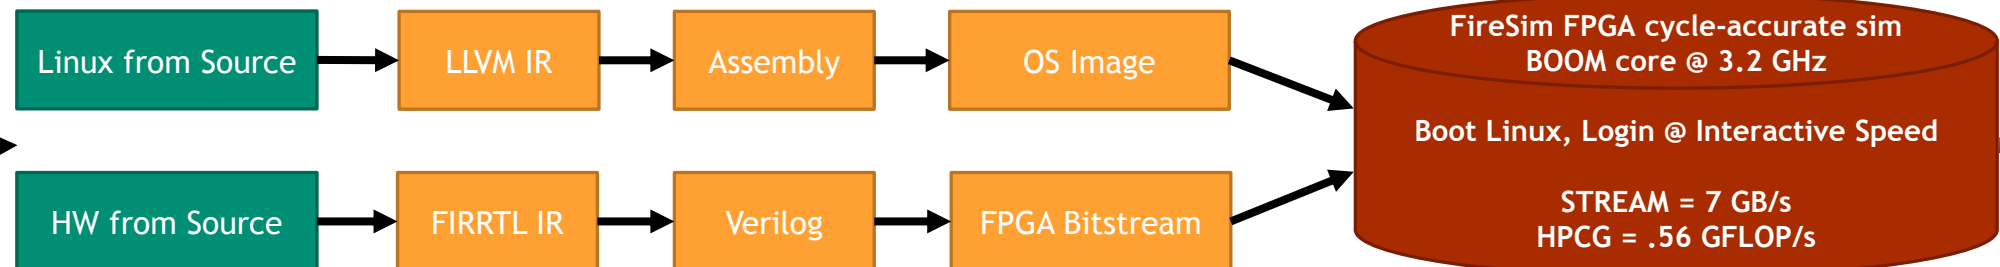 Linux from Source
LLVM IR
Assembly
OS Image
HW from Source
FIRRTL IR
Verilog
FPGA Bitstream
FireSim FPGA cycle-accurate sim
BOOM core @ 3.2 GHz
Boot Linux, Login @ Interactive Speed
STREAM = 7 GB/s
HPCG = .56 GFLOP/s